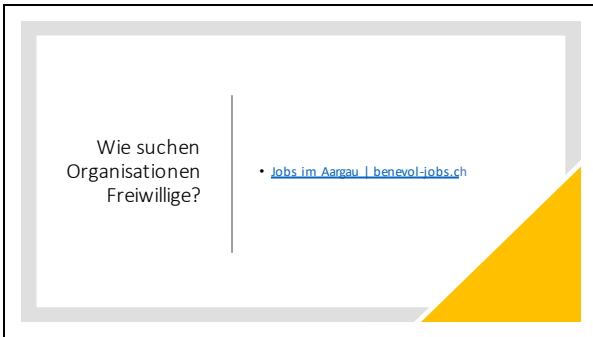 Wie suchen
Organisationen
Freiwillige?
• Jobs im Aargau | benevol-jobs.ch